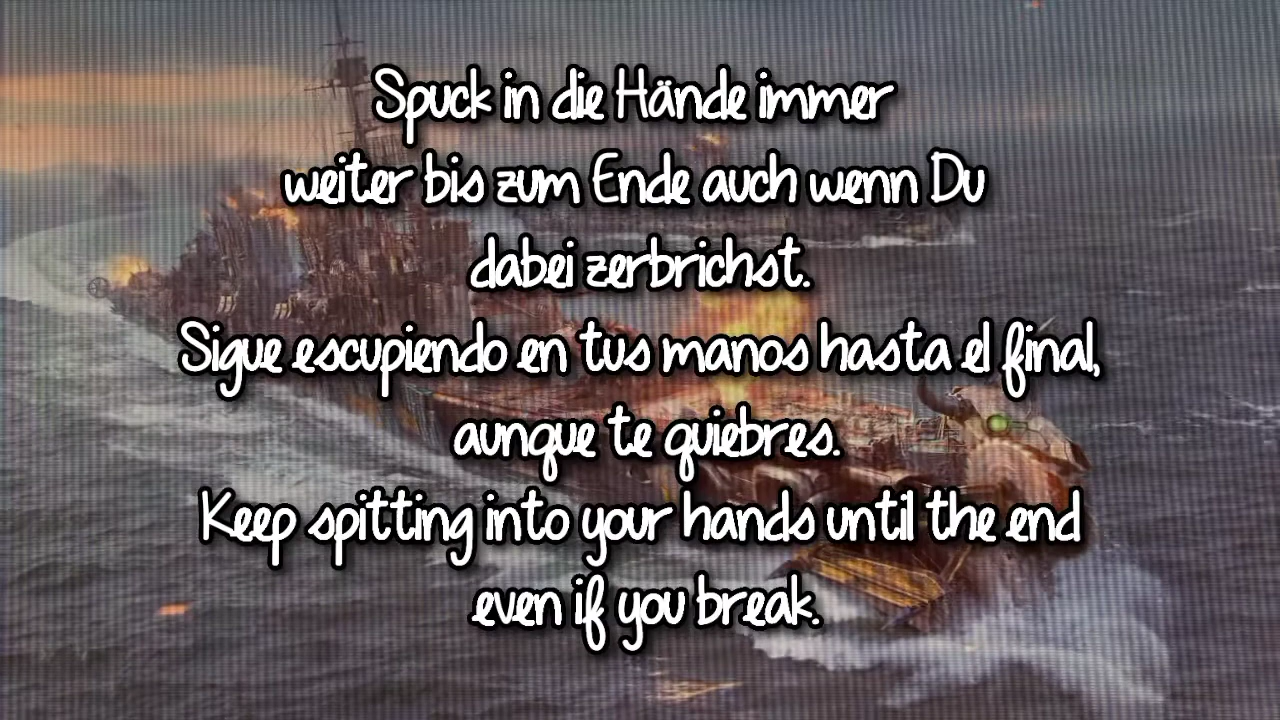 Spuck in die Hände immer
weiter bis zum Ende auch wenn Du
dabei zerbrichst.
Sigue escupiendo en tus manos hasta el final,
aunque te quiebres.
Keep spitting into your hands until the end
even if you break.